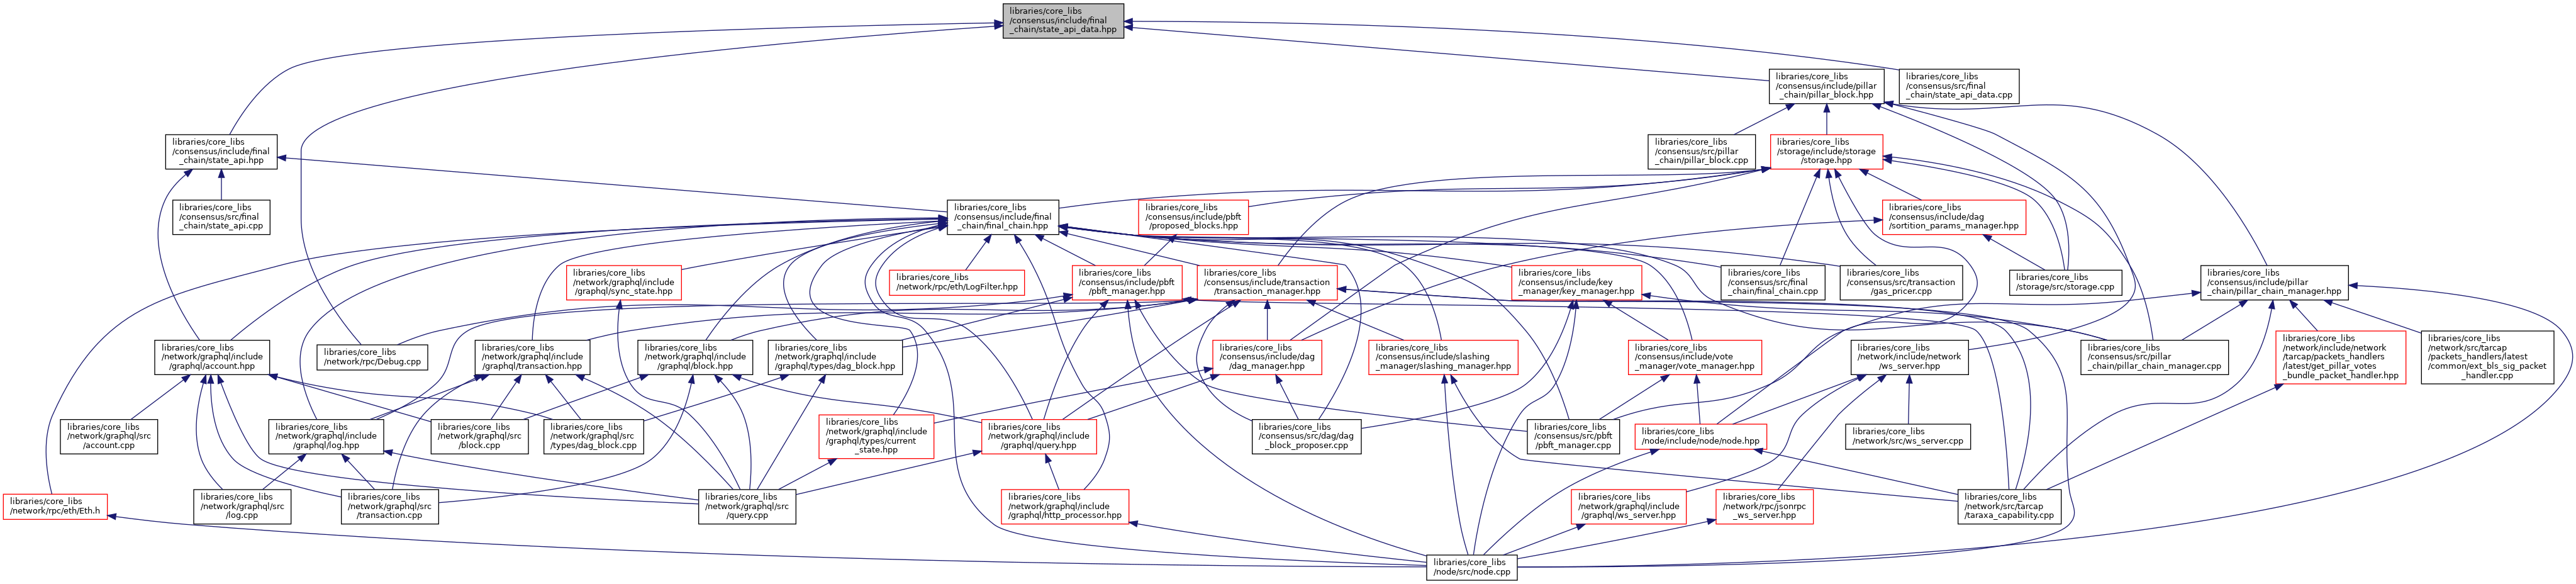 libraries/core_libs
/consensus/include/final
_chain/state_api_data.hpp
libraries/core_libs
/consensus/include/pillar
_chain/pillar_block.hpp
libraries/core_libs
/consensus/src/final
_chain/state_api_data.cpp
libraries/core_libs
/consensus/include/final
_chain/state_api.hpp
libraries/core_libs
/consensus/src/pillar
_chain/pillar_block.cpp
libraries/core_libs
/storage/include/storage
/storage.hpp
libraries/core_libs
/consensus/src/final
_chain/state_api.cpp
libraries/core_libs
/consensus/include/final
_chain/final_chain.hpp
libraries/core_libs
/consensus/include/pbft
/proposed_blocks.hpp
libraries/core_libs
/consensus/include/dag
/sortition_params_manager.hpp
libraries/core_libs
/network/graphql/include
/graphql/sync_state.hpp
libraries/core_libs
/network/rpc/eth/LogFilter.hpp
libraries/core_libs
/consensus/include/pbft
/pbft_manager.hpp
libraries/core_libs
/consensus/include/transaction
/transaction_manager.hpp
libraries/core_libs
/consensus/include/key
_manager/key_manager.hpp
libraries/core_libs
/consensus/src/final
_chain/final_chain.cpp
libraries/core_libs
/consensus/src/transaction
/gas_pricer.cpp
libraries/core_libs
/storage/src/storage.cpp
libraries/core_libs
/consensus/include/pillar
_chain/pillar_chain_manager.hpp
libraries/core_libs
/network/graphql/include
/graphql/account.hpp
libraries/core_libs
/network/rpc/Debug.cpp
libraries/core_libs
/network/graphql/include
/graphql/transaction.hpp
libraries/core_libs
/network/graphql/include
/graphql/block.hpp
libraries/core_libs
/network/graphql/include
/graphql/types/dag_block.hpp
libraries/core_libs
/consensus/include/dag
/dag_manager.hpp
libraries/core_libs
/consensus/include/slashing
_manager/slashing_manager.hpp
libraries/core_libs
/consensus/include/vote
_manager/vote_manager.hpp
libraries/core_libs
/network/include/network
/ws_server.hpp
libraries/core_libs
/consensus/src/pillar
_chain/pillar_chain_manager.cpp
libraries/core_libs
/network/include/network
/tarcap/packets_handlers
/latest/get_pillar_votes
_bundle_packet_handler.hpp
libraries/core_libs
/network/src/tarcap
/packets_handlers/latest
/common/ext_bls_sig_packet
_handler.cpp
libraries/core_libs
/network/graphql/src
/account.cpp
libraries/core_libs
/network/graphql/include
/graphql/log.hpp
libraries/core_libs
/network/graphql/src
/block.cpp
libraries/core_libs
/network/graphql/src
/types/dag_block.cpp
libraries/core_libs
/network/graphql/include
/graphql/types/current
_state.hpp
libraries/core_libs
/network/graphql/include
/graphql/query.hpp
libraries/core_libs
/consensus/src/dag/dag
_block_proposer.cpp
libraries/core_libs
/consensus/src/pbft
/pbft_manager.cpp
libraries/core_libs
/node/include/node/node.hpp
libraries/core_libs
/network/src/ws_server.cpp
libraries/core_libs
/network/rpc/eth/Eth.h
libraries/core_libs
/network/graphql/src
/log.cpp
libraries/core_libs
/network/graphql/src
/transaction.cpp
libraries/core_libs
/network/graphql/src
/query.cpp
libraries/core_libs
/network/graphql/include
/graphql/http_processor.hpp
libraries/core_libs
/network/graphql/include
/graphql/ws_server.hpp
libraries/core_libs
/network/rpc/jsonrpc
_ws_server.hpp
libraries/core_libs
/network/src/tarcap
/taraxa_capability.cpp
libraries/core_libs
/node/src/node.cpp